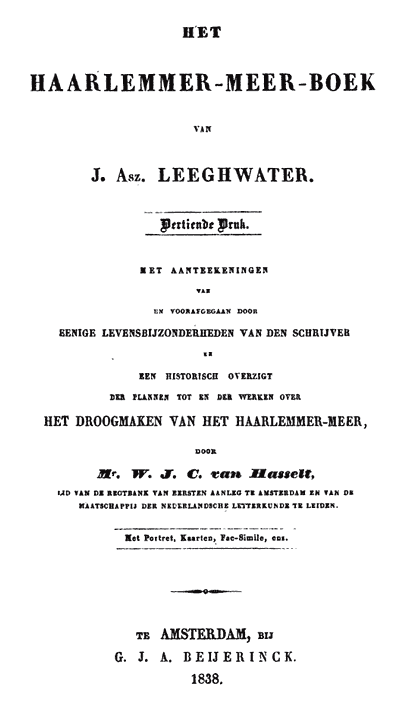 HET
HAARLEMMER-MEER-BOEK
VAN
J. Asz. LEEGHWATER.
Dertiende Druk.
MET AANTEEKENINGEN
VAN
EN VOORAFGEGAAN DOOR
EENIGE LEVENSBIJZONDERHEDEN VAN DEN SCHRIJVER
EN
EEN HISTORISCH OVERZIGT
DER PLANNEN TOT EN DER WERKEN OVER
HET DROOGMAKEN VAN HET HAARLEMMER-MEER,
DOOR
Mr. W. J. C. van Hasselt,
LID VAN DE REGTBANK VAN EERSTEN AANLEG TE AMSTERDAM EN VAN DE
MAATSCHAPPIJ DER NEDERLANDSCHE LETTERKUNDE TE LEIDEN.
Met Portret, Kaarten, Fac-Simile, enz.
TE AMSTERDAM, BIJ
G. J. A. BEIJERINCK.
1838.